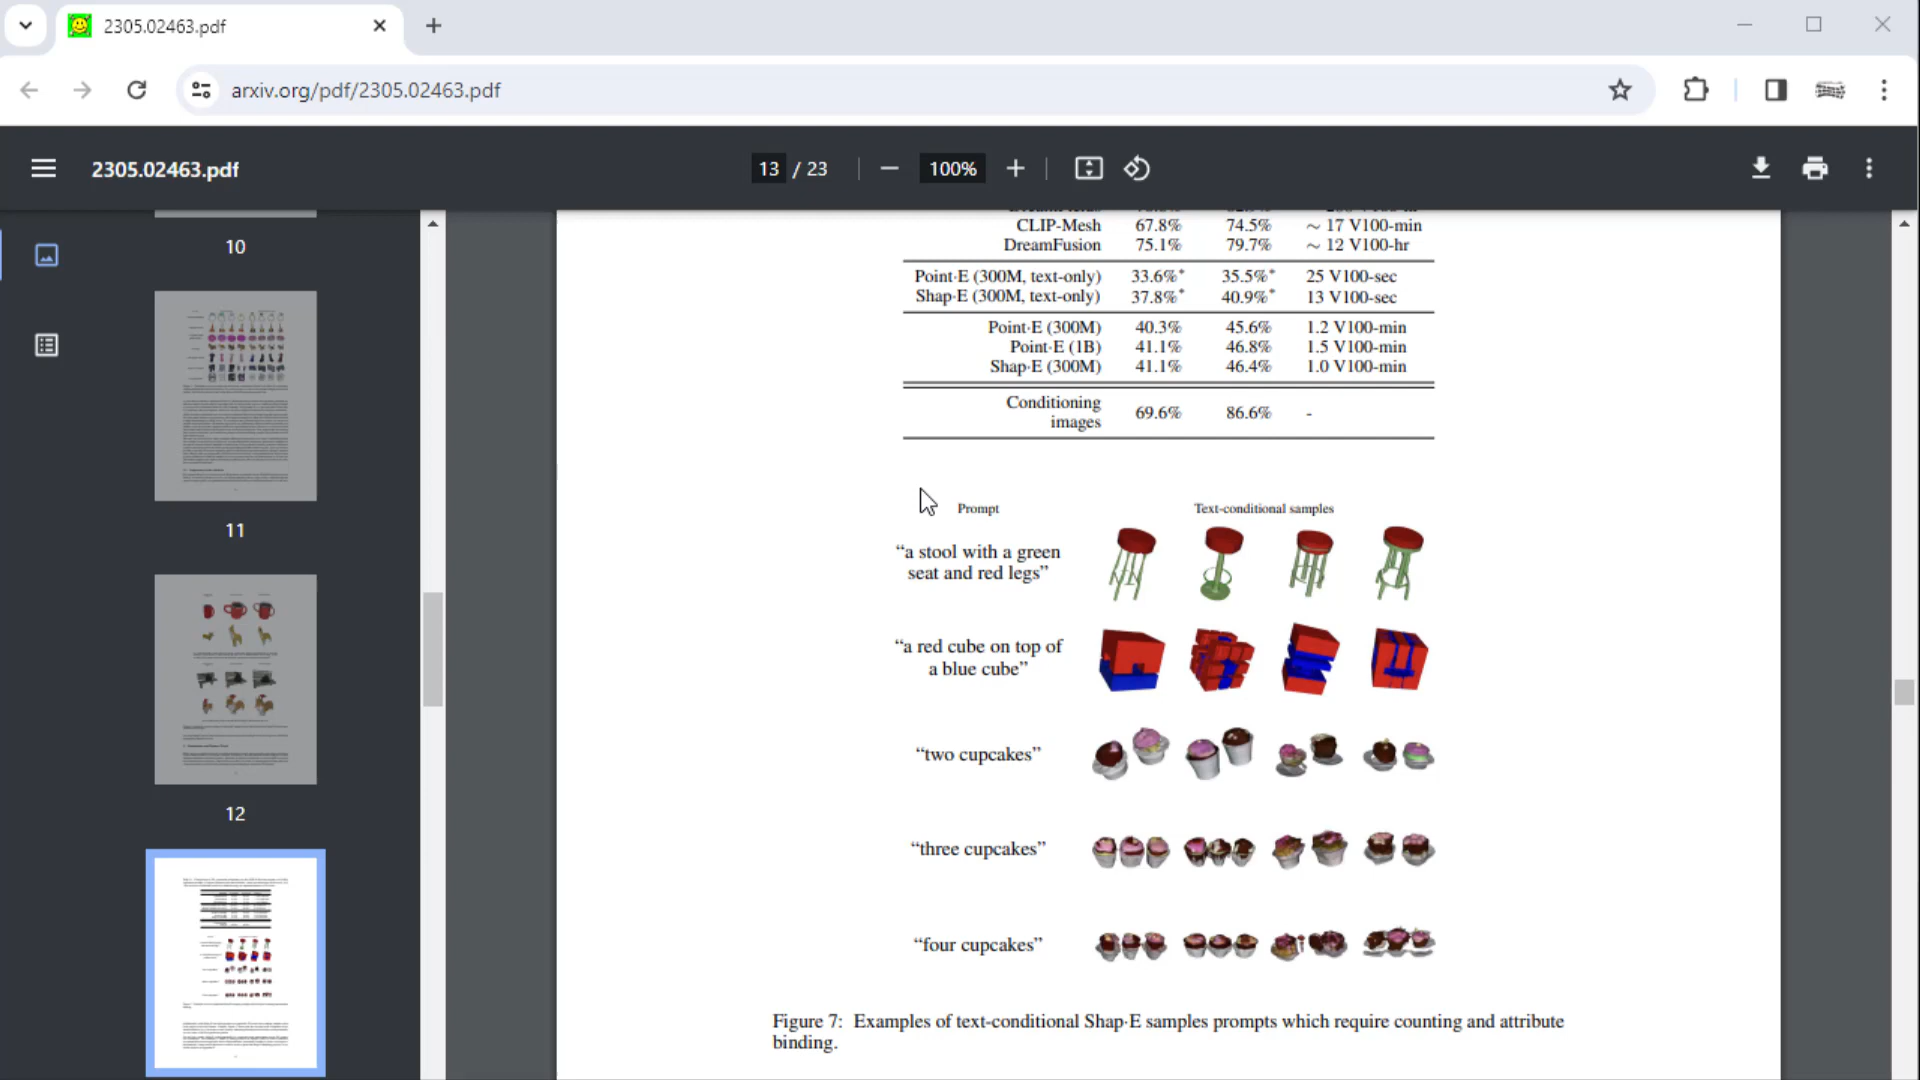 2305.02463.pdf
arxiv.org/pdf/2305.02463.pdf
2305.02463.pdf
13 / 23
100%
10
11
12
CLIP-Mesh 67.8% 74.5% ∼ 17 V100-min
DreamFusion 75.1% 79.7% ∼ 12 V100-hr
Point·E (300M, text-only) 33.6%* 35.5%* 25 V100-sec
Shap·E (300M, text-only) 37.8%* 40.9%* 13 V100-sec
Point·E (300M) 40.3% 45.6% 1.2 V100-min
Point·E (1B) 41.1% 46.8% 1.5 V100-min
Shap·E (300M) 41.1% 46.4% 1.0 V100-min
Conditioning
images 69.6% 86.6% -
Prompt Text-conditional samples
“a stool with a green
seat and red legs”
“a red cube on top of
a blue cube”
“two cupcakes”
“three cupcakes”
“four cupcakes”
Figure 7: Examples of text-conditional Shap·E samples prompts which require counting and attribute
binding.